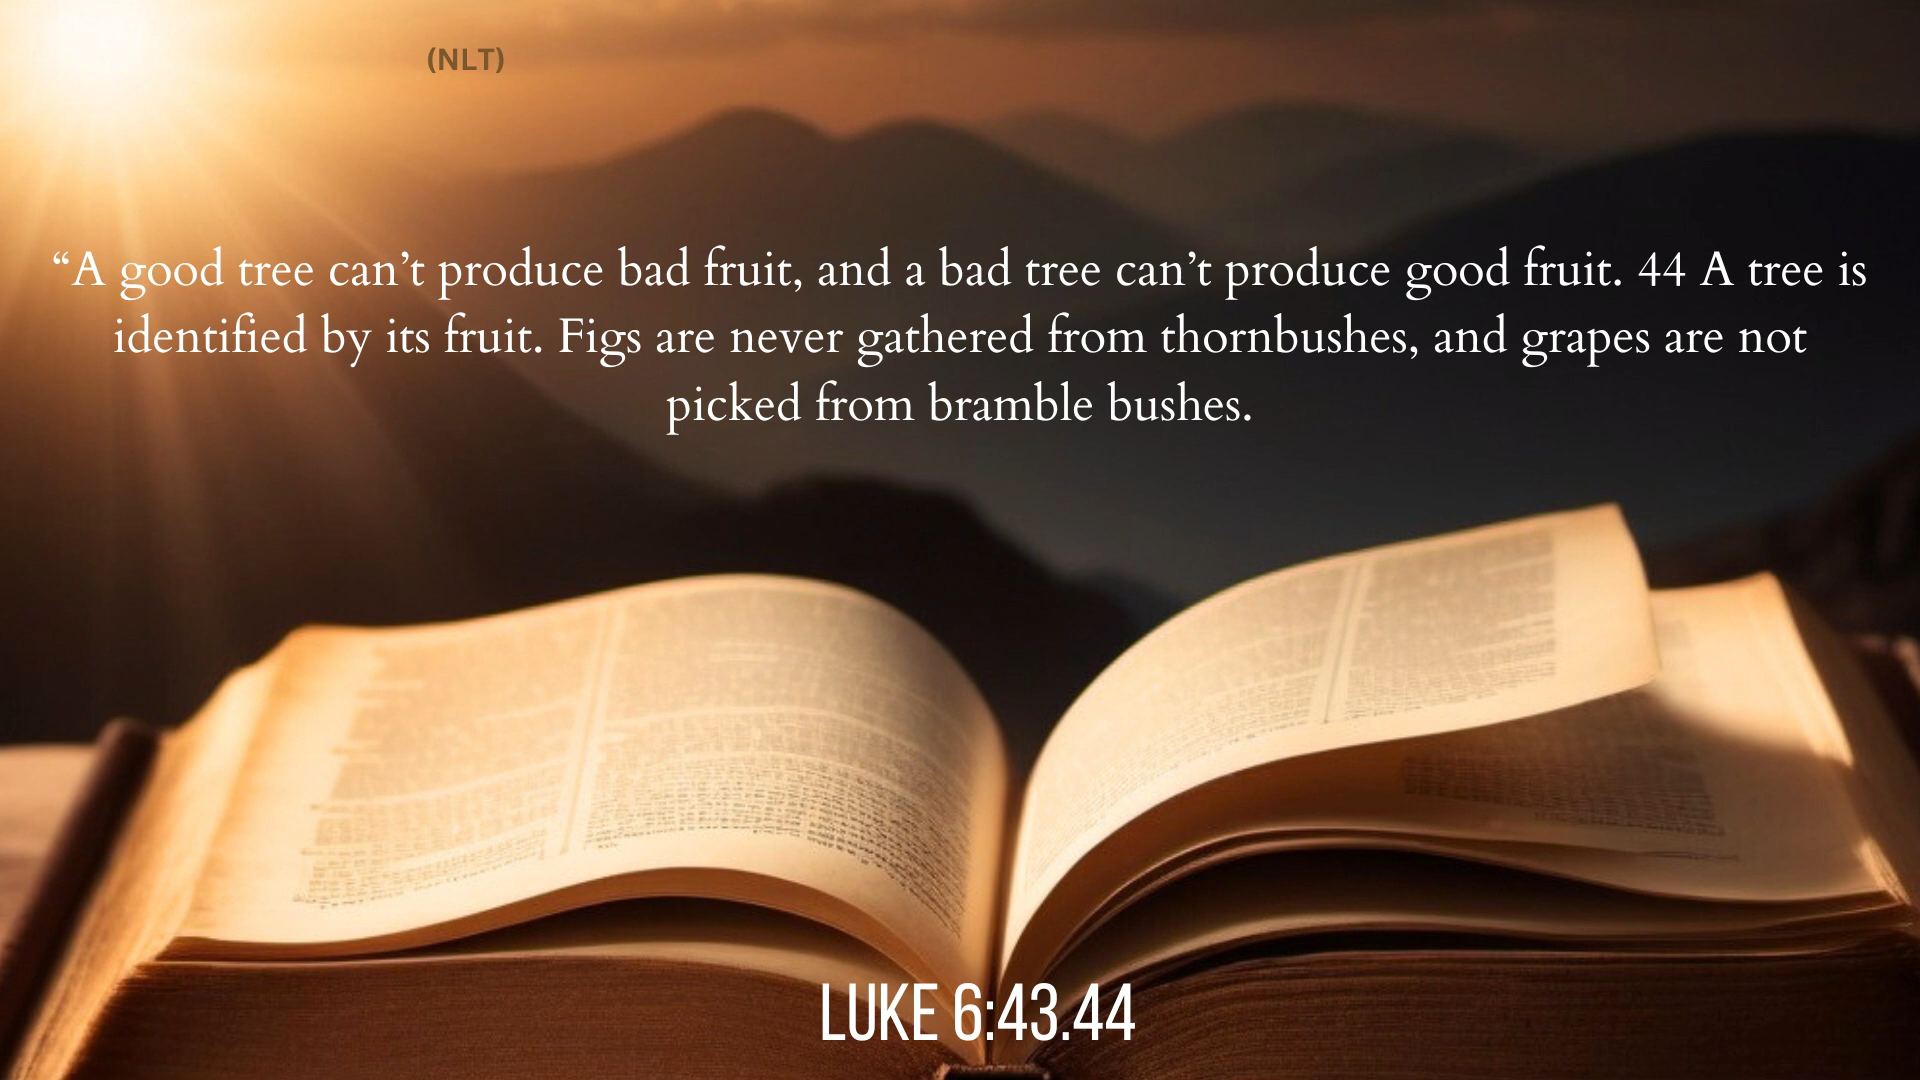 (NLT)
“A good tree can’t produce bad fruit, and a bad tree can’t produce good fruit. 44 A tree is
identified by its fruit. Figs are never gathered from thornbushes, and grapes are not
picked from bramble bushes.
LUKE 6:43.44